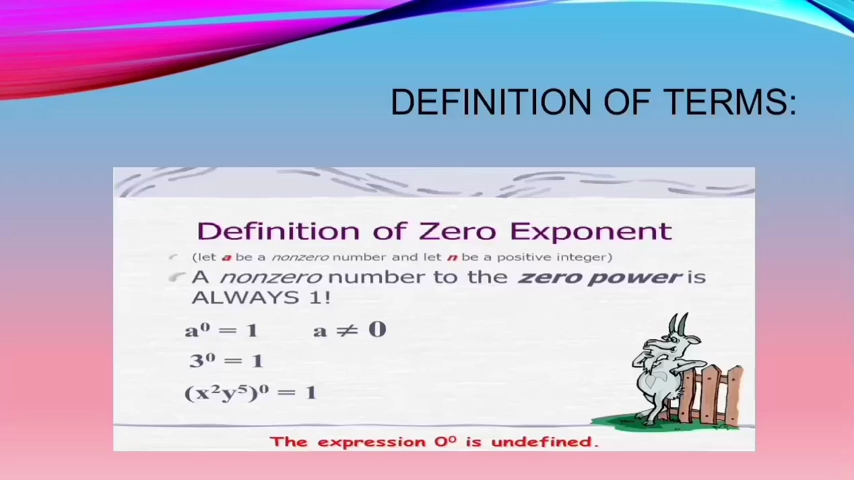 DEFINITION OF TERMS:
Definition of Zero Exponent
(let a be a nonzero number and let n be a positive integer)
A nonzero number to the zero power is
ALWAYS 1!
a⁰ = 1 a ≠ 0
3⁰ = 1
(x²y⁵)⁰ = 1
The expression 0⁰ is undefined.